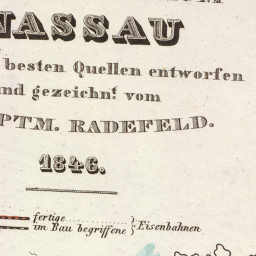 NASSAU
besten Quellen entworfen
und gezeichn! vom
PTM. RADEFELD.
1846.
fertige
im Bau begriffene } Eisenbahnen